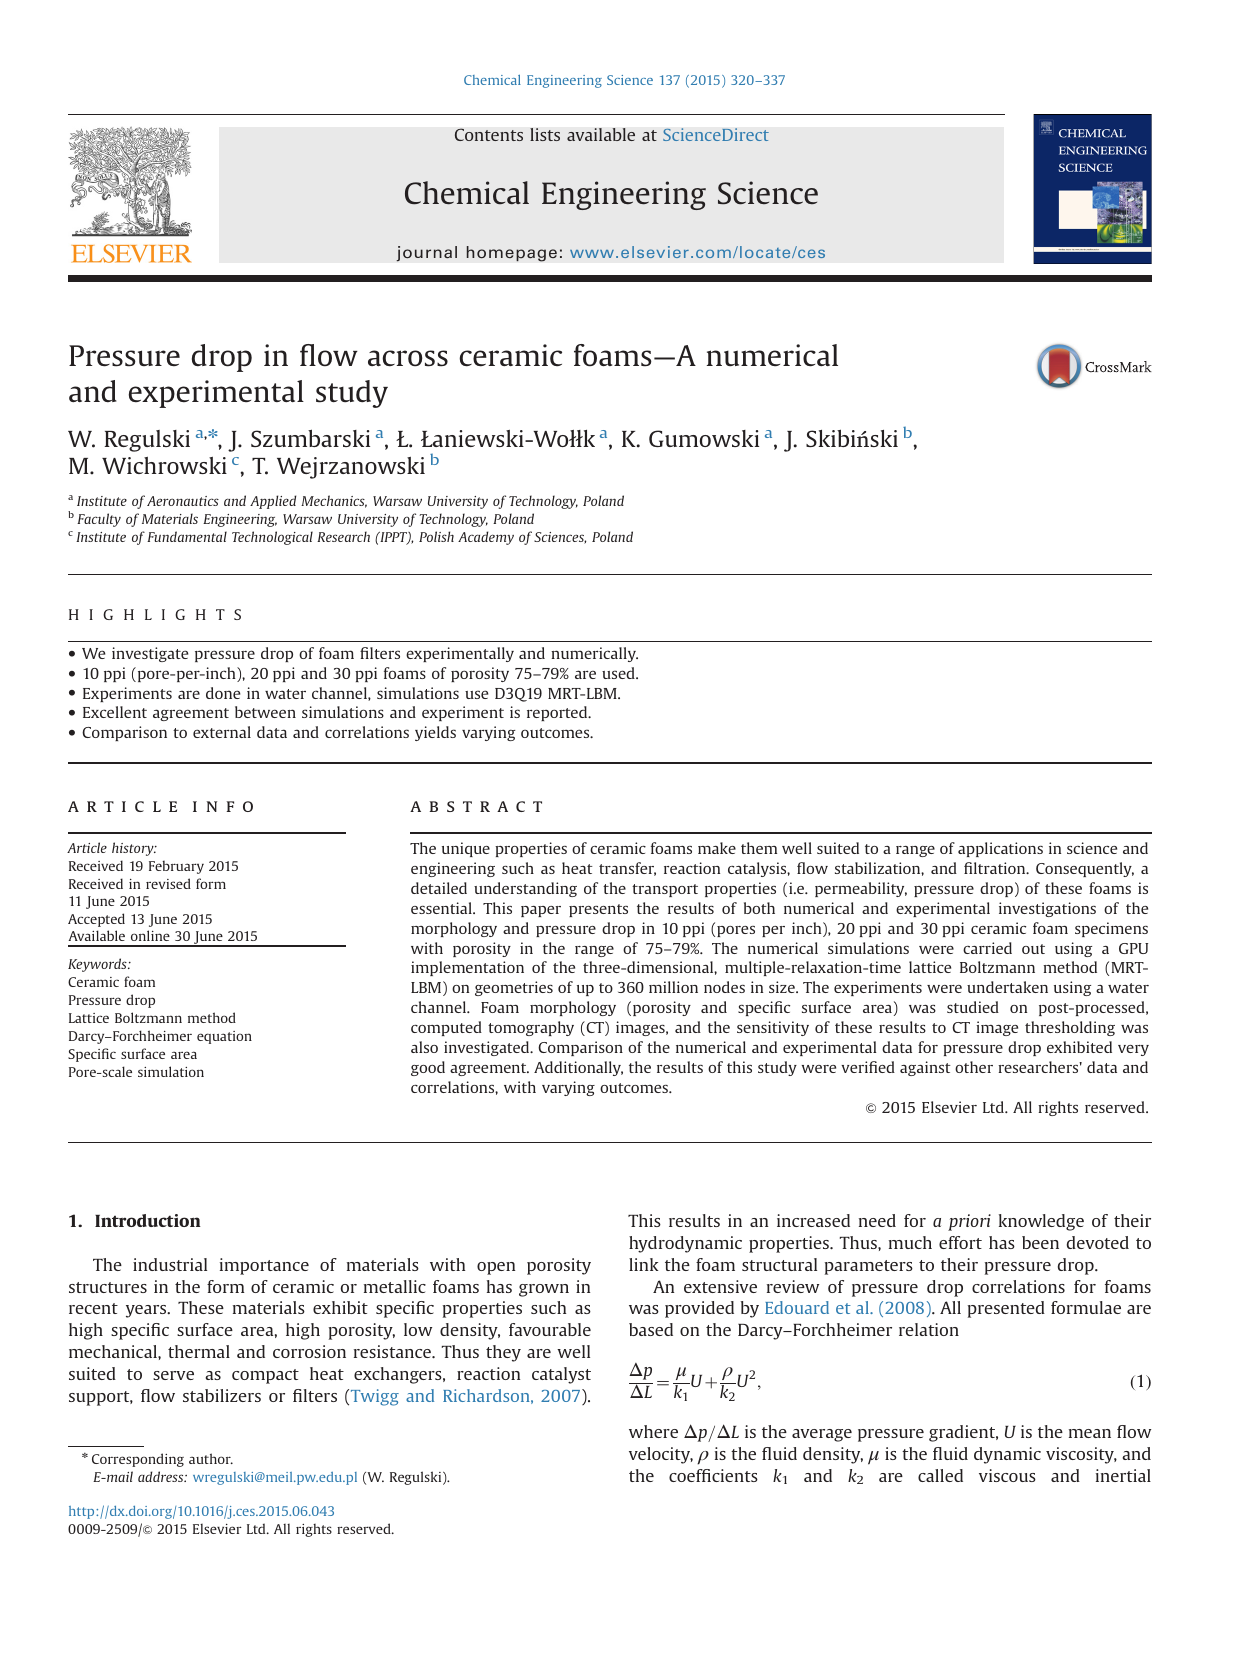 Chemical Engineering Science 137 (2015) 320–337
Contents lists available at ScienceDirect
Chemical Engineering Science
journal homepage: www.elsevier.com/locate/ces
ELSEVIER
CHEMICAL
ENGINEERING
SCIENCE
Pressure drop in flow across ceramic foams—A numerical
and experimental study
CrossMark
W. Regulski a,*, J. Szumbarski a, Ł. Łaniewski-Wołłk a, K. Gumowski a, J. Skibiński b,
M. Wichrowski c, T. Wejrzanowski b
a Institute of Aeronautics and Applied Mechanics, Warsaw University of Technology, Poland
b Faculty of Materials Engineering, Warsaw University of Technology, Poland
c Institute of Fundamental Technological Research (IPPT), Polish Academy of Sciences, Poland
HIGHLIGHTS
• We investigate pressure drop of foam filters experimentally and numerically.
• 10 ppi (pore-per-inch), 20 ppi and 30 ppi foams of porosity 75–79% are used.
• Experiments are done in water channel, simulations use D3Q19 MRT-LBM.
• Excellent agreement between simulations and experiment is reported.
• Comparison to external data and correlations yields varying outcomes.
ARTICLE INFO
Article history:
Received 19 February 2015
Received in revised form
11 June 2015
Accepted 13 June 2015
Available online 30 June 2015
Keywords:
Ceramic foam
Pressure drop
Lattice Boltzmann method
Darcy–Forchheimer equation
Specific surface area
Pore-scale simulation
ABSTRACT
The unique properties of ceramic foams make them well suited to a range of applications in science and
engineering such as heat transfer, reaction catalysis, flow stabilization, and filtration. Consequently, a
detailed understanding of the transport properties (i.e. permeability, pressure drop) of these foams is
essential. This paper presents the results of both numerical and experimental investigations of the
morphology and pressure drop in 10 ppi (pores per inch), 20 ppi and 30 ppi ceramic foam specimens
with porosity in the range of 75–79%. The numerical simulations were carried out using a GPU
implementation of the three-dimensional, multiple-relaxation-time lattice Boltzmann method (MRT-
LBM) on geometries of up to 360 million nodes in size. The experiments were undertaken using a water
channel. Foam morphology (porosity and specific surface area) was studied on post-processed,
computed tomography (CT) images, and the sensitivity of these results to CT image thresholding was
also investigated. Comparison of the numerical and experimental data for pressure drop exhibited very
good agreement. Additionally, the results of this study were verified against other researchers' data and
correlations, with varying outcomes.
© 2015 Elsevier Ltd. All rights reserved.
1. Introduction
The industrial importance of materials with open porosity
structures in the form of ceramic or metallic foams has grown in
recent years. These materials exhibit specific properties such as
high specific surface area, high porosity, low density, favourable
mechanical, thermal and corrosion resistance. Thus they are well
suited to serve as compact heat exchangers, reaction catalyst
support, flow stabilizers or filters (Twigg and Richardson, 2007).
* Corresponding author.
E-mail address: wregulski@meil.pw.edu.pl (W. Regulski).
http://dx.doi.org/10.1016/j.ces.2015.06.043
0009-2509/© 2015 Elsevier Ltd. All rights reserved.
This results in an increased need for a priori knowledge of their
hydrodynamic properties. Thus, much effort has been devoted to
link the foam structural parameters to their pressure drop.
An extensive review of pressure drop correlations for foams
was provided by Edouard et al. (2008). All presented formulae are
based on the Darcy–Forchheimer relation
Δp/ΔL = μ/k1 U + ρ/k2 U², (1)
where Δp/ΔL is the average pressure gradient, U is the mean flow
velocity, ρ is the fluid density, μ is the fluid dynamic viscosity, and
the coefficients k1 and k2 are called viscous and inertial